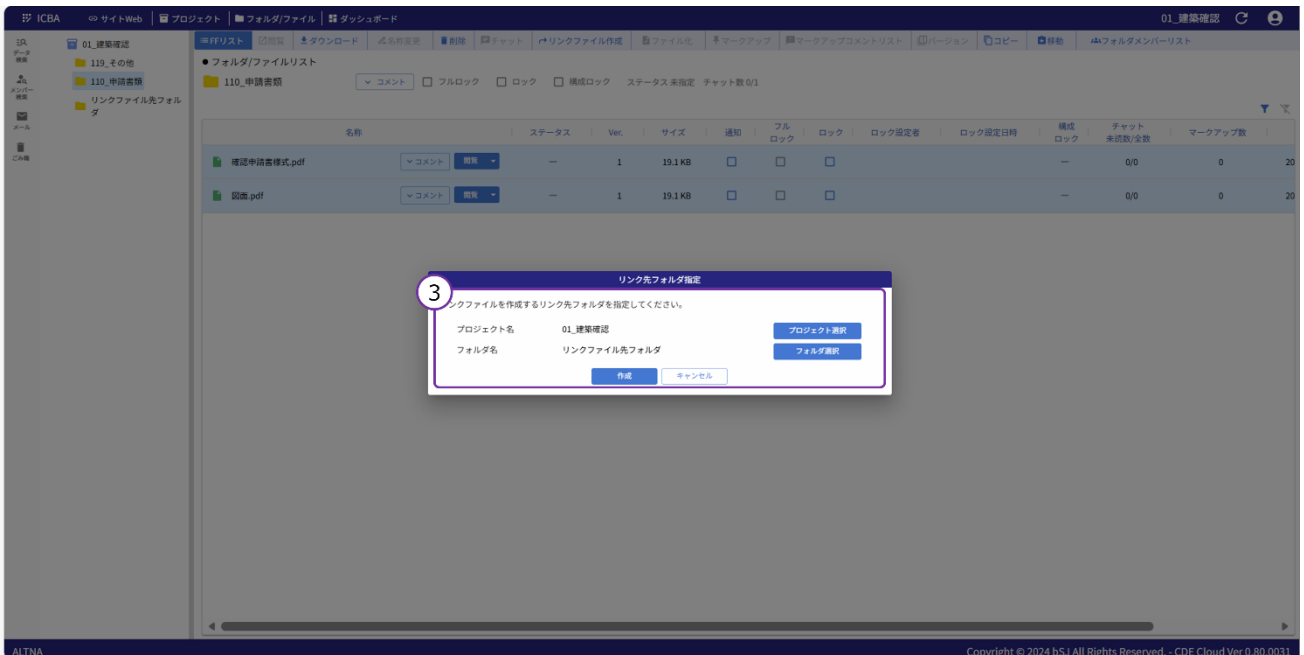 ICBA サイトWeb プロジェクト フォルダ/ファイル ダッシュボード 01_建築確認
データ検索
メンバー検索
メール
ごみ箱
01_建築確認
119_その他
110_申請書類
リンクファイル先フォルダ
FFリスト 閲覧 ダウンロード 名称変更 削除 チャット リンクファイル作成 ファイル化 マークアップ マークアップコメントリスト バージョン コピー 移動 フォルダメンバーリスト
● フォルダ/ファイルリスト
110_申請書類 コメント フルロック ロック 構成ロック ステータス 未指定 チャット数 0/1
名称 ステータス Ver. サイズ 通知 フルロック ロック ロック設定者 ロック設定日時 構成ロック チャット未読数/全数 マークアップ数
確認申請書様式.pdf コメント 閲覧 — 1 19.1 KB — 0/0 0 20
図面.pdf コメント 閲覧 — 1 19.1 KB — 0/0 0 20
リンク先フォルダ指定
3
ンクファイルを作成するリンク先フォルダを指定してください。
プロジェクト名 01_建築確認 プロジェクト選択
フォルダ名 リンクファイル先フォルダ フォルダ選択
作成 キャンセル
ALTNA Copyright © 2024 bSJ All Rights Reserved. - CDE Cloud Ver 0.80.0031